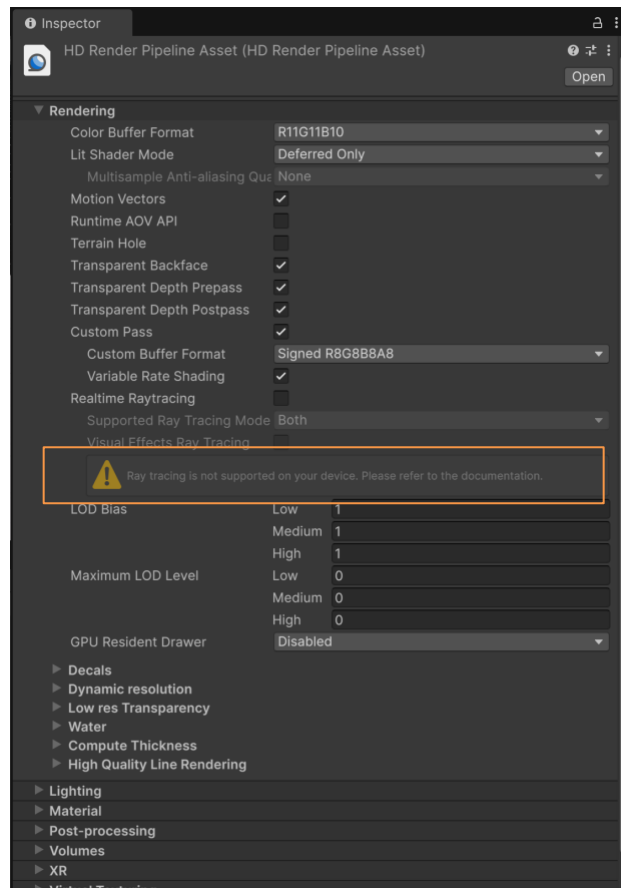 Inspector
HD Render Pipeline Asset (HD Render Pipeline Asset)
Open
Rendering
Color Buffer Format R11G11B10
Lit Shader Mode Deferred Only
Multisample Anti-aliasing Qua None
Motion Vectors
Runtime AOV API
Terrain Hole
Transparent Backface
Transparent Depth Prepass
Transparent Depth Postpass
Custom Pass
Custom Buffer Format Signed R8G8B8A8
Variable Rate Shading
Realtime Raytracing
Supported Ray Tracing Mode Both
Visual Effects Ray Tracing
Ray tracing is not supported on your device. Please refer to the documentation.
LOD Bias Low 1
Medium 1
High 1
Maximum LOD Level Low 0
Medium 0
High 0
GPU Resident Drawer Disabled
Decals
Dynamic resolution
Low res Transparency
Water
Compute Thickness
High Quality Line Rendering
Lighting
Material
Post-processing
Volumes
XR